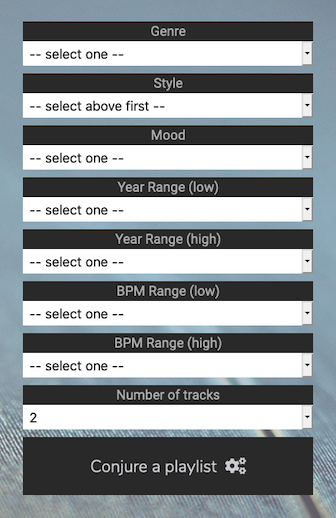 Genre
-- select one --
Style
-- select above first --
Mood
-- select one --
Year Range (low)
-- select one --
Year Range (high)
-- select one --
BPM Range (low)
-- select one --
BPM Range (high)
-- select one --
Number of tracks
2
Conjure a playlist